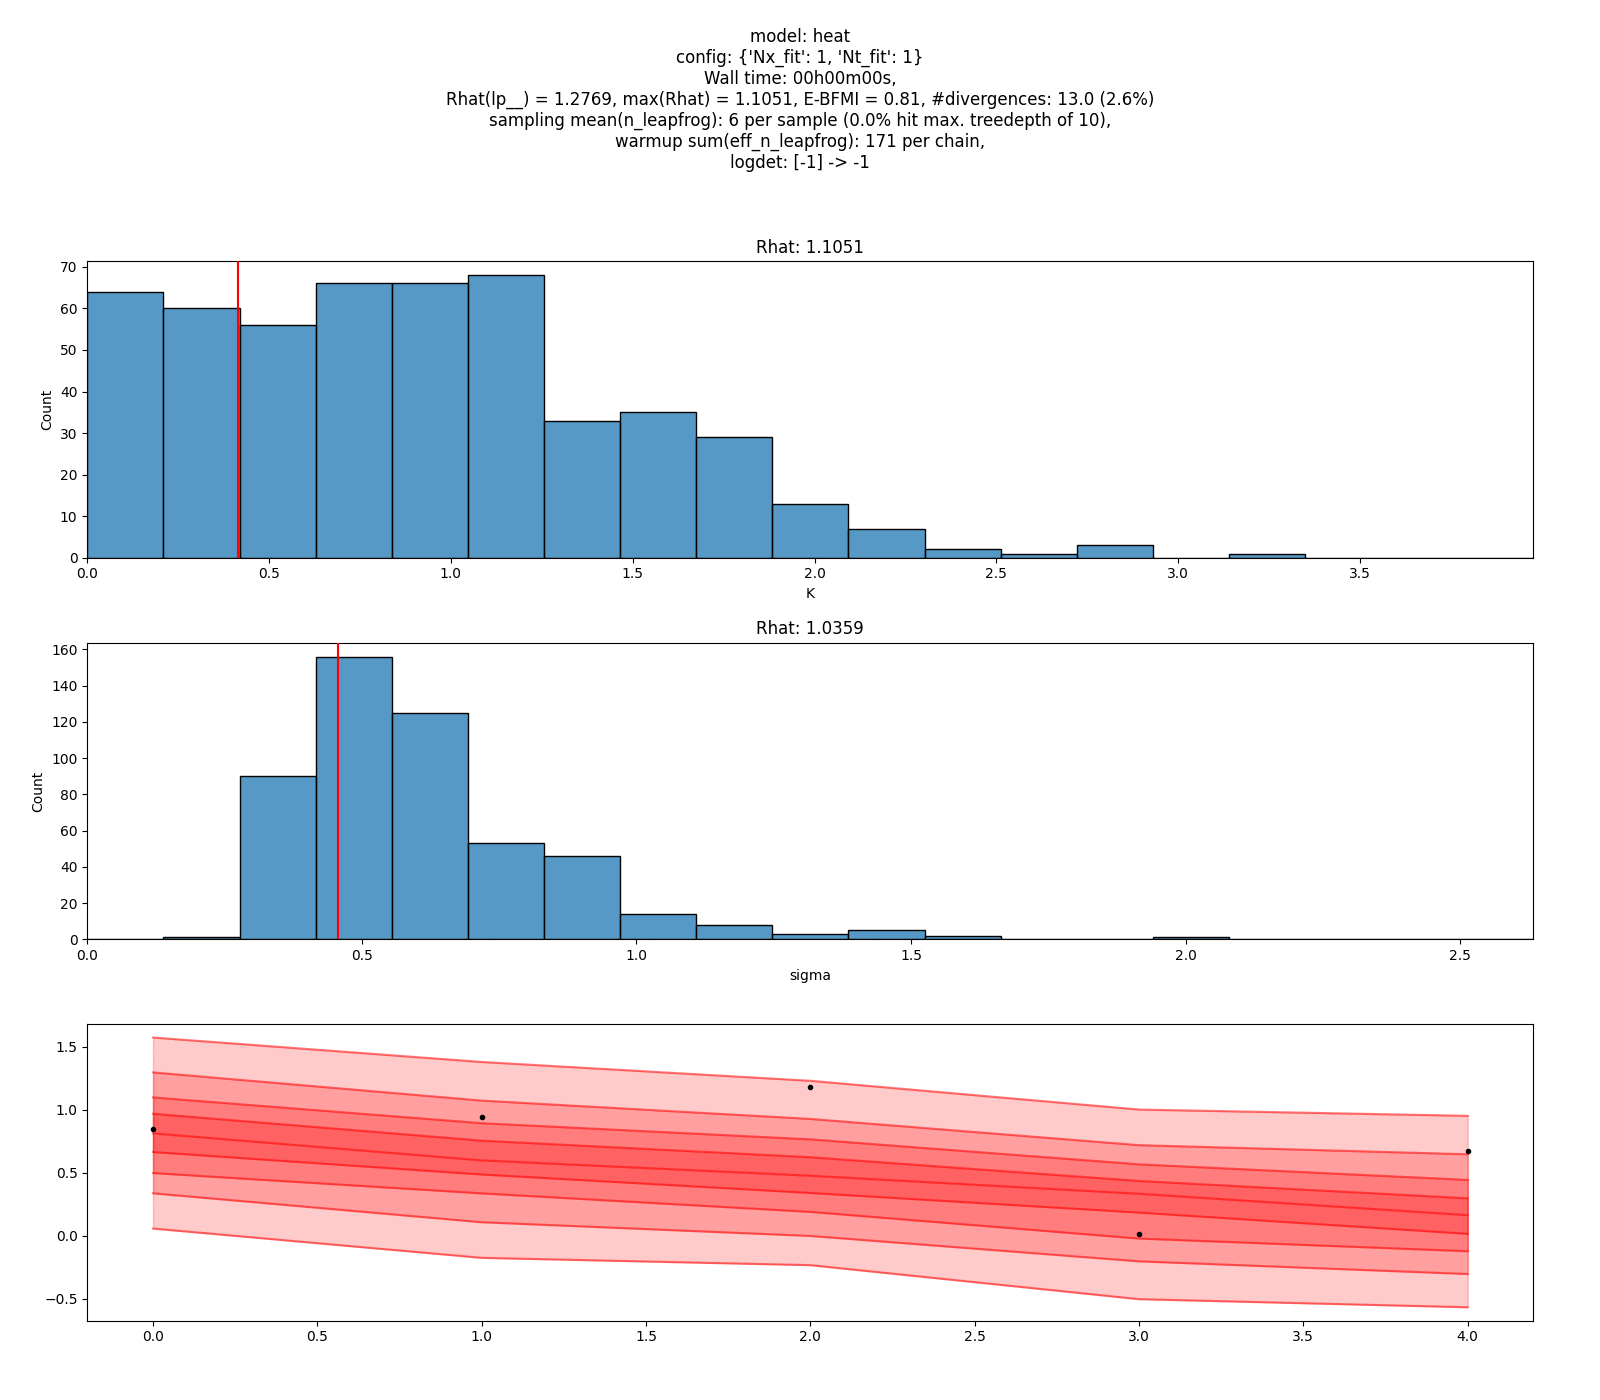 model: heat
config: {'Nx_fit': 1, 'Nt_fit': 1}
Wall time: 00h00m00s,
Rhat(lp__) = 1.2769, max(Rhat) = 1.1051, E-BFMI = 0.81, #divergences: 13.0 (2.6%)
sampling mean(n_leapfrog): 6 per sample (0.0% hit max. treedepth of 10),
warmup sum(eff_n_leapfrog): 171 per chain,
logdet: [-1] -> -1
Rhat: 1.1051
70
60
50
40
30
20
10
0
Count
0.0 0.5 1.0 1.5 2.0 2.5 3.0 3.5
K
Rhat: 1.0359
160
140
120
100
80
60
40
20
0
Count
0.0 0.5 1.0 1.5 2.0 2.5
sigma
1.5
1.0
0.5
0.0
−0.5
0.0 0.5 1.0 1.5 2.0 2.5 3.0 3.5 4.0